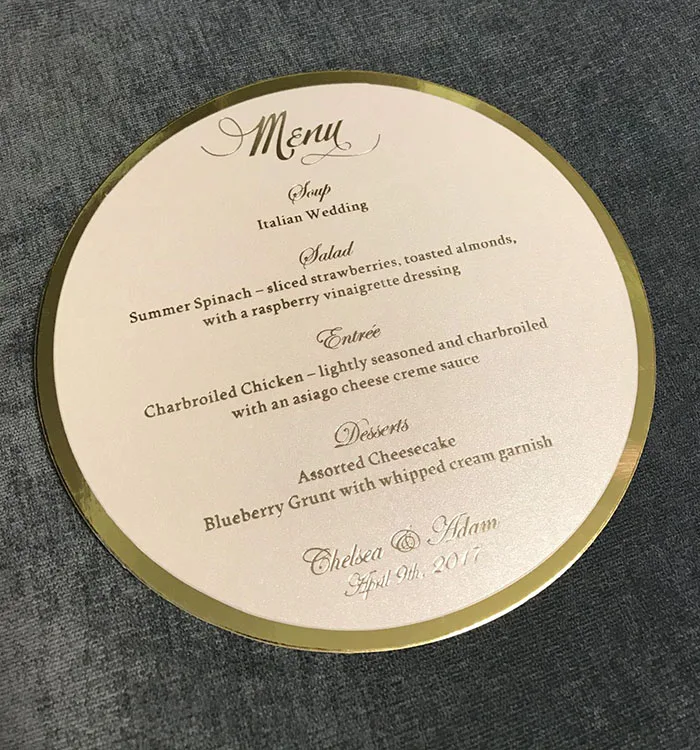 Menu
Soup
Italian Wedding
Salad
Summer Spinach – sliced strawberries, toasted almonds,
with a raspberry vinaigrette dressing
Entrée
Charbroiled Chicken – lightly seasoned and charbroiled
with an asiago cheese creme sauce
Desserts
Assorted Cheesecake
Blueberry Grunt with whipped cream garnish
Chelsea & Adam
April 9th, 2017